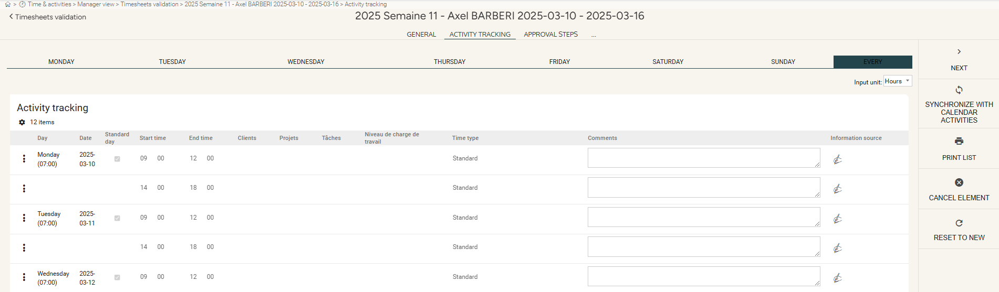 > Time & activities > Manager view > Timesheets validation > 2025 Semaine 11 - Axel BARBERI 2025-03-10 - 2025-03-16 > Activity tracking
Timesheets validation
2025 Semaine 11 - Axel BARBERI 2025-03-10 - 2025-03-16
GENERAL ACTIVITY TRACKING APPROVAL STEPS ...
MONDAY TUESDAY WEDNESDAY THURSDAY FRIDAY SATURDAY SUNDAY EVERY
Input unit: Hours
Activity tracking
12 items
Day Date Standard day Start time End time Clients Projets Tâches Niveau de charge de travail Time type Comments Information source
Monday (07:00) 2025-03-10 09 00 12 00 Standard
14 00 18 00 Standard
Tuesday (07:00) 2025-03-11 09 00 12 00 Standard
14 00 18 00 Standard
Wednesday (07:00) 2025-03-12 09 00 12 00 Standard
NEXT
SYNCHRONIZE WITH
CALENDAR
ACTIVITIES
PRINT LIST
CANCEL ELEMENT
RESET TO NEW